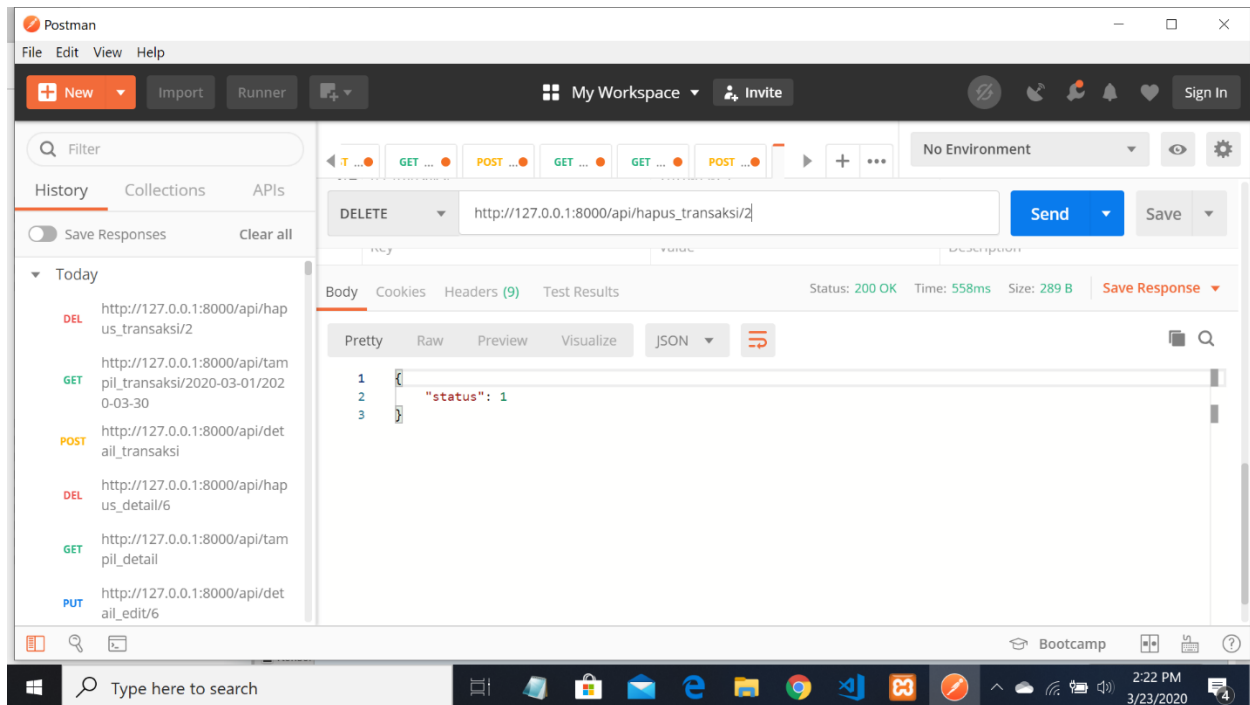 Postman
File Edit View Help
New Import Runner My Workspace Invite Sign In
Filter
History Collections APIs
Save Responses Clear all
Today
DEL http://127.0.0.1:8000/api/hap
us_transaksi/2
GET http://127.0.0.1:8000/api/tam
pil_transaksi/2020-03-01/202
0-03-30
POST http://127.0.0.1:8000/api/det
ail_transaksi
DEL http://127.0.0.1:8000/api/hap
us_detail/6
GET http://127.0.0.1:8000/api/tam
pil_detail
PUT http://127.0.0.1:8000/api/det
ail_edit/6
T ... GET ... POST ... GET ... GET ... POST ... No Environment
DELETE http://127.0.0.1:8000/api/hapus_transaksi/2 Send Save
Key Value Description
Body Cookies Headers (9) Test Results Status: 200 OK Time: 558ms Size: 289 B Save Response
Pretty Raw Preview Visualize JSON
1 {
2 "status": 1
3 }
Bootcamp
Type here to search
2:22 PM
3/23/2020
4